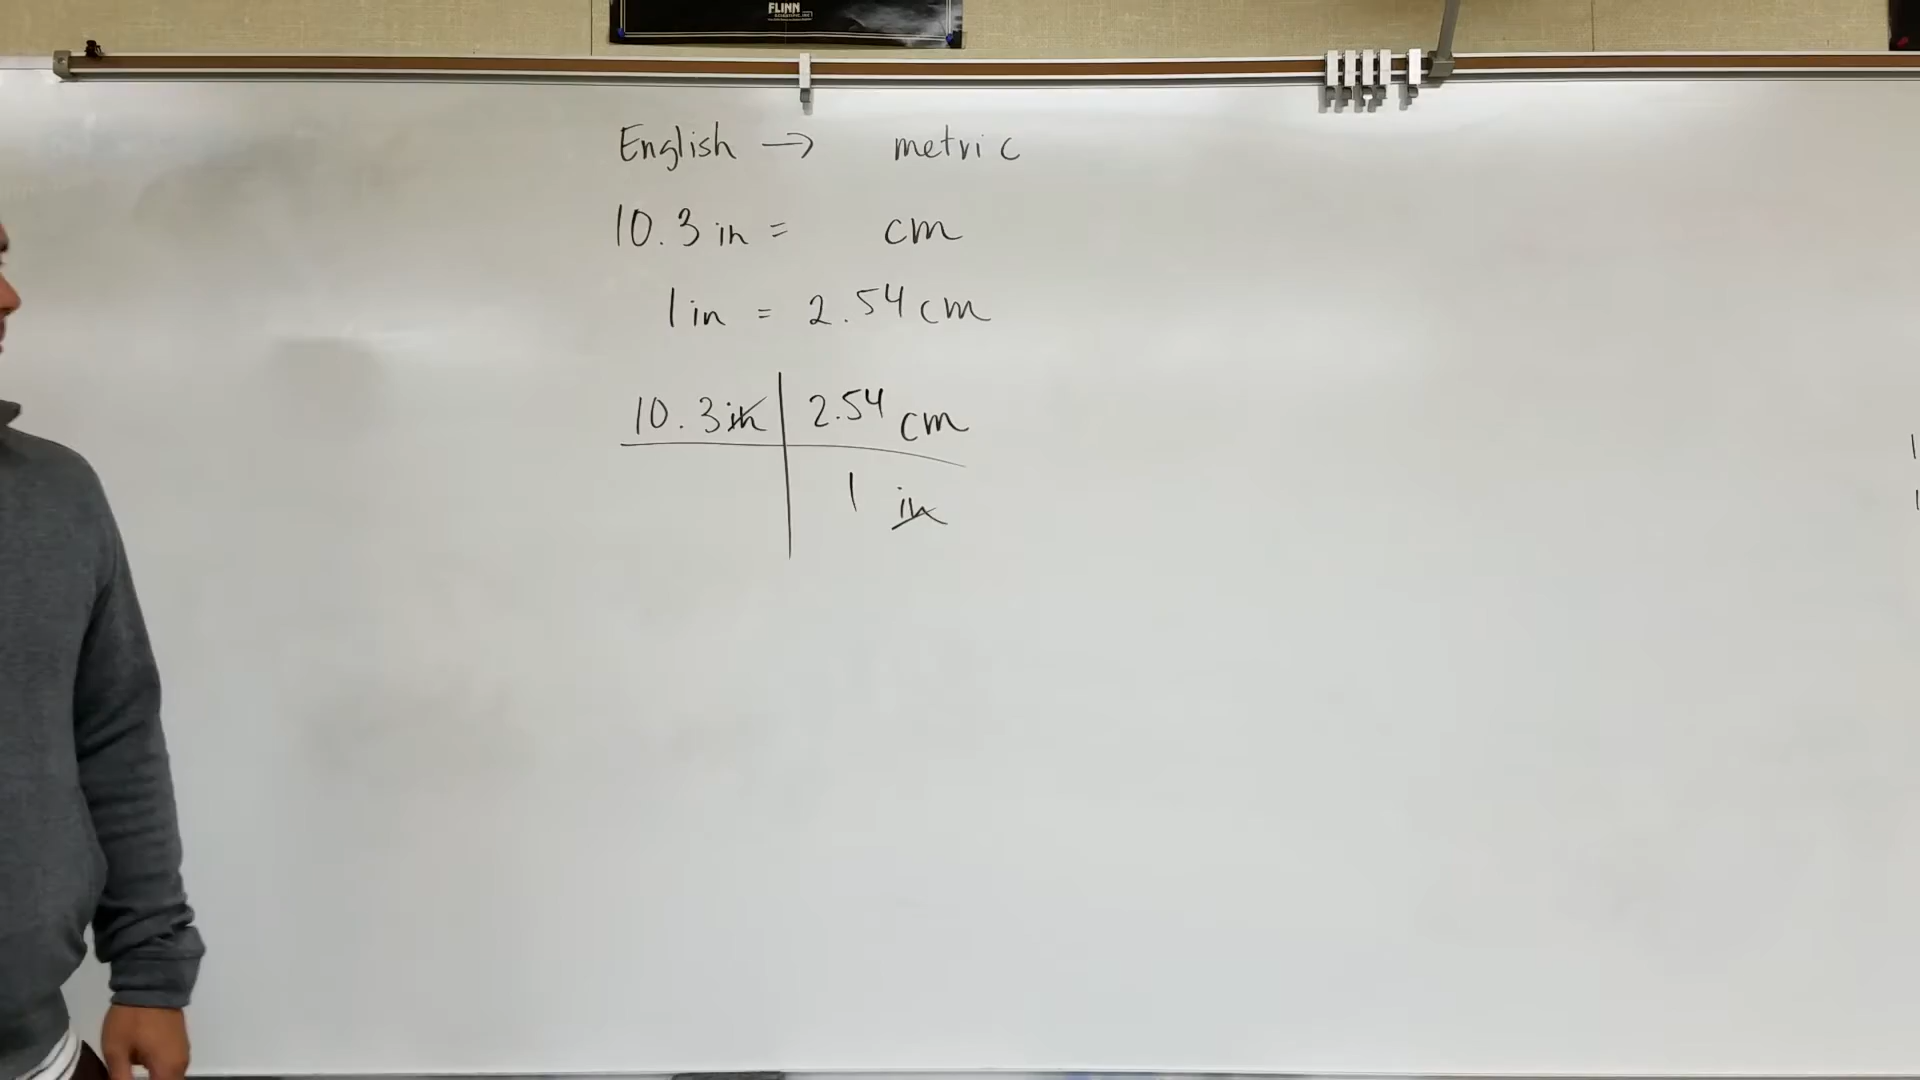 FLINN
English → metric
10.3 in = cm
1 in = 2.54 cm
10.3 in | 2.54 cm
1 in